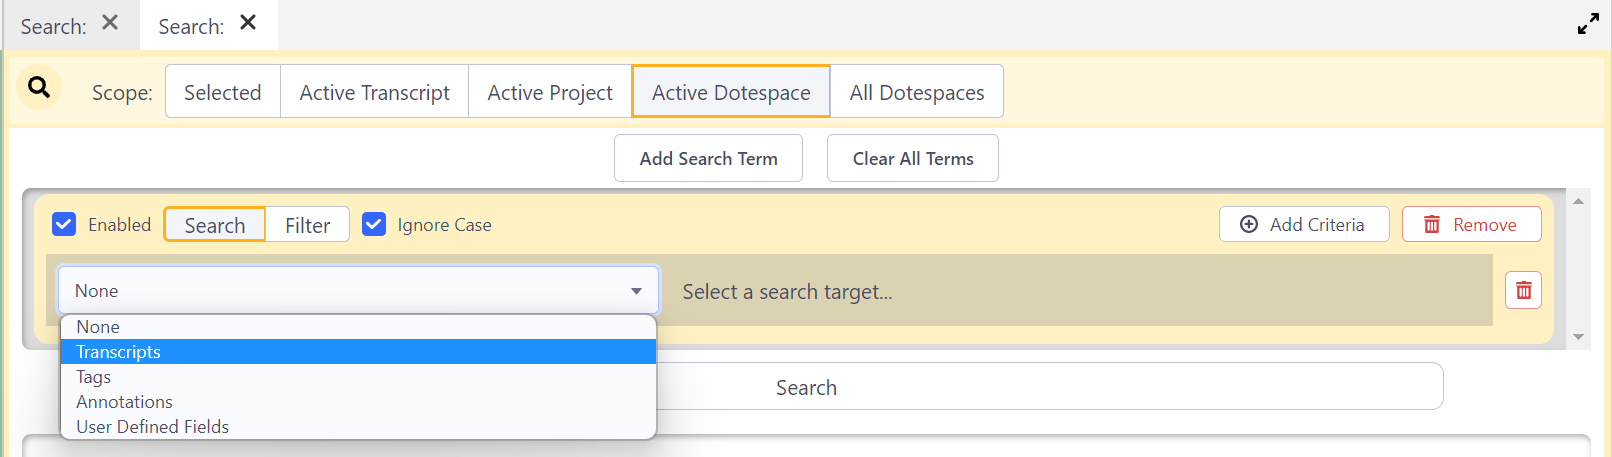 Search: Search:
Scope: Selected Active Transcript Active Project Active Dotespace All Dotespaces
Add Search Term Clear All Terms
Enabled Search Filter Ignore Case Add Criteria Remove
None Select a search target...
None
Transcripts
Tags
Search
Annotations
User Defined Fields